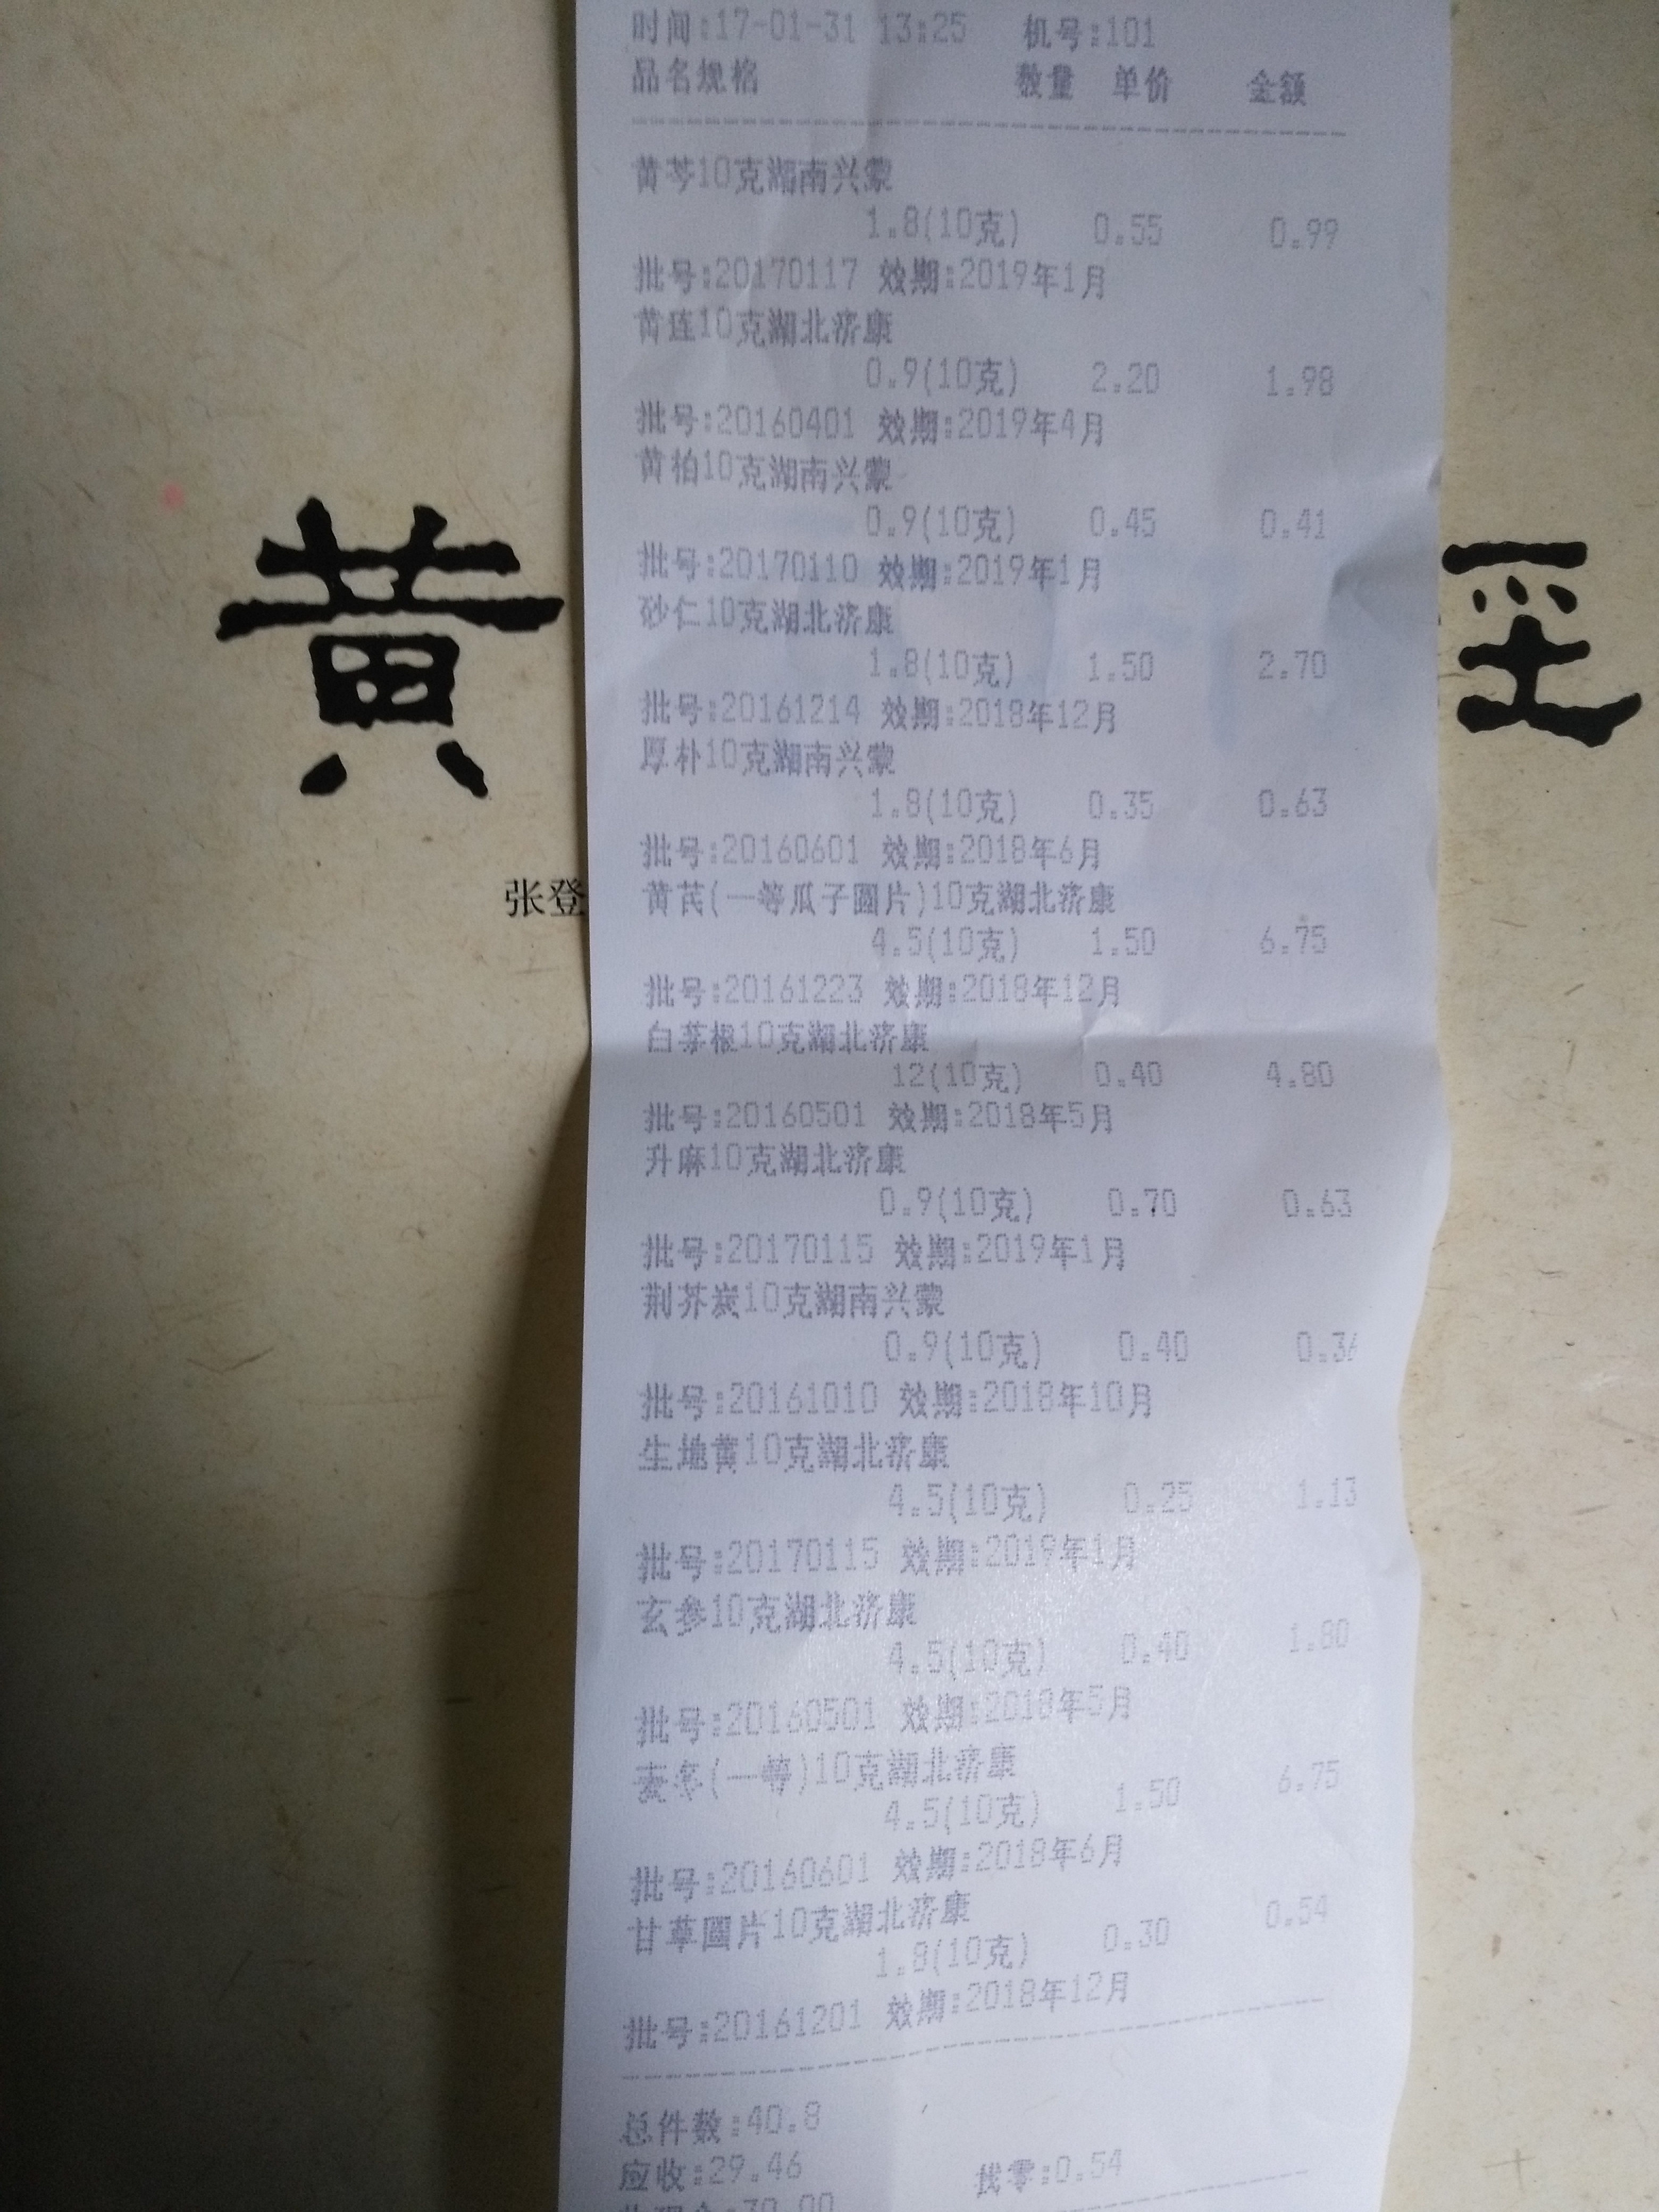 时间:17-01-31 13:25 机号:101
品名规格 数量 单价 金额
黄芩10克湖南兴蒙
1.8(10克) 0.55 0.99
批号:20170117 效期:2019年1月
黄连10克湖北济康
0.9(10克) 2.20 1.98
批号:20160401 效期:2019年4月
黄柏10克湖南兴蒙
0.9(10克) 0.45 0.41
批号:20170110 效期:2019年1月
砂仁10克湖北济康
1.8(10克) 1.50 2.70
批号:20161214 效期:2018年12月
厚朴10克湖南兴蒙
1.8(10克) 0.35 0.63
批号:20160601 效期:2018年6月
黄芪(一等瓜子圆片)10克湖北济康
4.5(10克) 1.50 6.75
批号:20161223 效期:2018年12月
白茅根10克湖北济康
12(10克) 0.40 4.80
批号:20160501 效期:2018年5月
升麻10克湖北济康
0.9(10克) 0.70 0.63
批号:20170115 效期:2019年1月
荆芥炭10克湖南兴蒙
0.9(10克) 0.40 0.36
批号:20161010 效期:2018年10月
生地黄10克湖北济康
4.5(10克) 0.25 1.13
批号:20170115 效期:2019年1月
玄参10克湖北济康
4.5(10克) 0.40 1.80
批号:20160501 效期:2018年5月
麦冬(一等)10克湖北济康
4.5(10克) 1.50 6.75
批号:20160601 效期:2018年6月
甘草圆片10克湖北济康
1.8(10克) 0.30 0.54
批号:20161201 效期:2018年12月
总件数:40.8
应收:29.46 找零:0.54
黄
张登